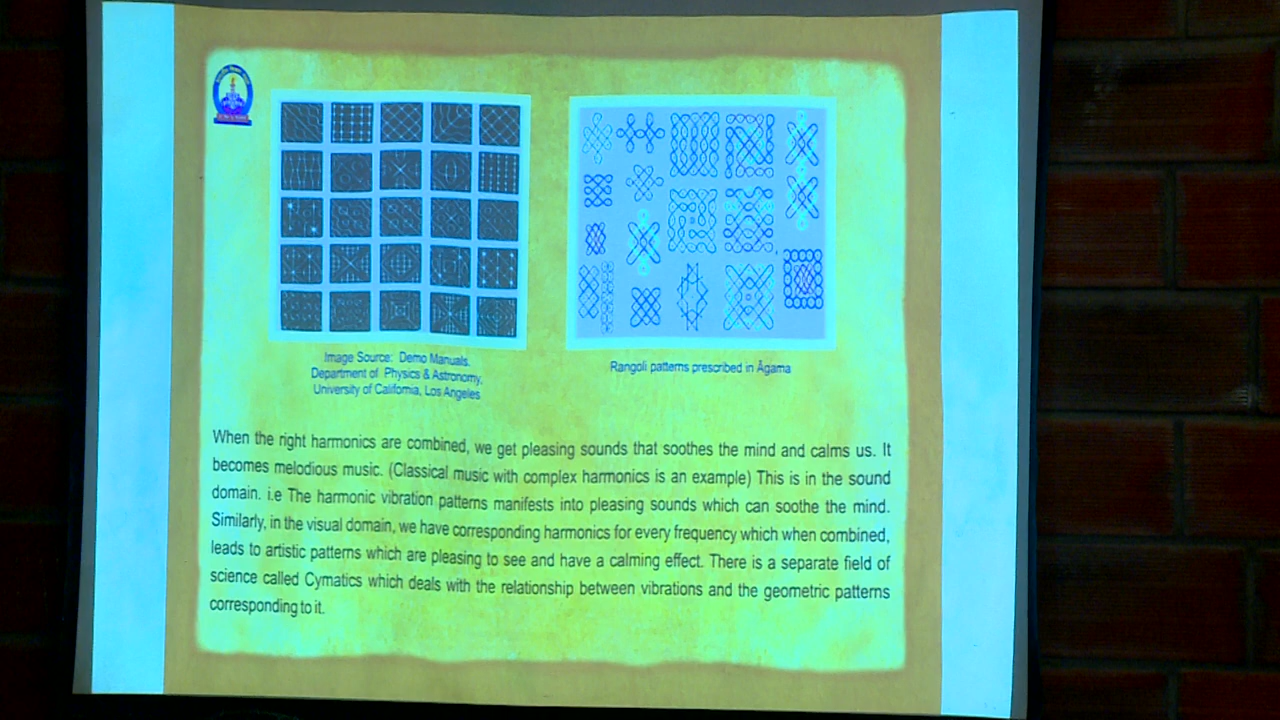 Image Source: Demo Manuals.
Department of Physics & Astronomy,
University of California, Los Angeles
Rangoli patterns prescribed in Āgama
When the right harmonics are combined, we get pleasing sounds that soothes the mind and calms us. It
becomes melodious music. (Classical music with complex harmonics is an example) This is in the sound
domain. i.e The harmonic vibration patterns manifests into pleasing sounds which can soothe the mind.
Similarly, in the visual domain, we have corresponding harmonics for every frequency which when combined,
leads to artistic patterns which are pleasing to see and have a calming effect. There is a separate field of
science called Cymatics which deals with the relationship between vibrations and the geometric patterns
corresponding to it.